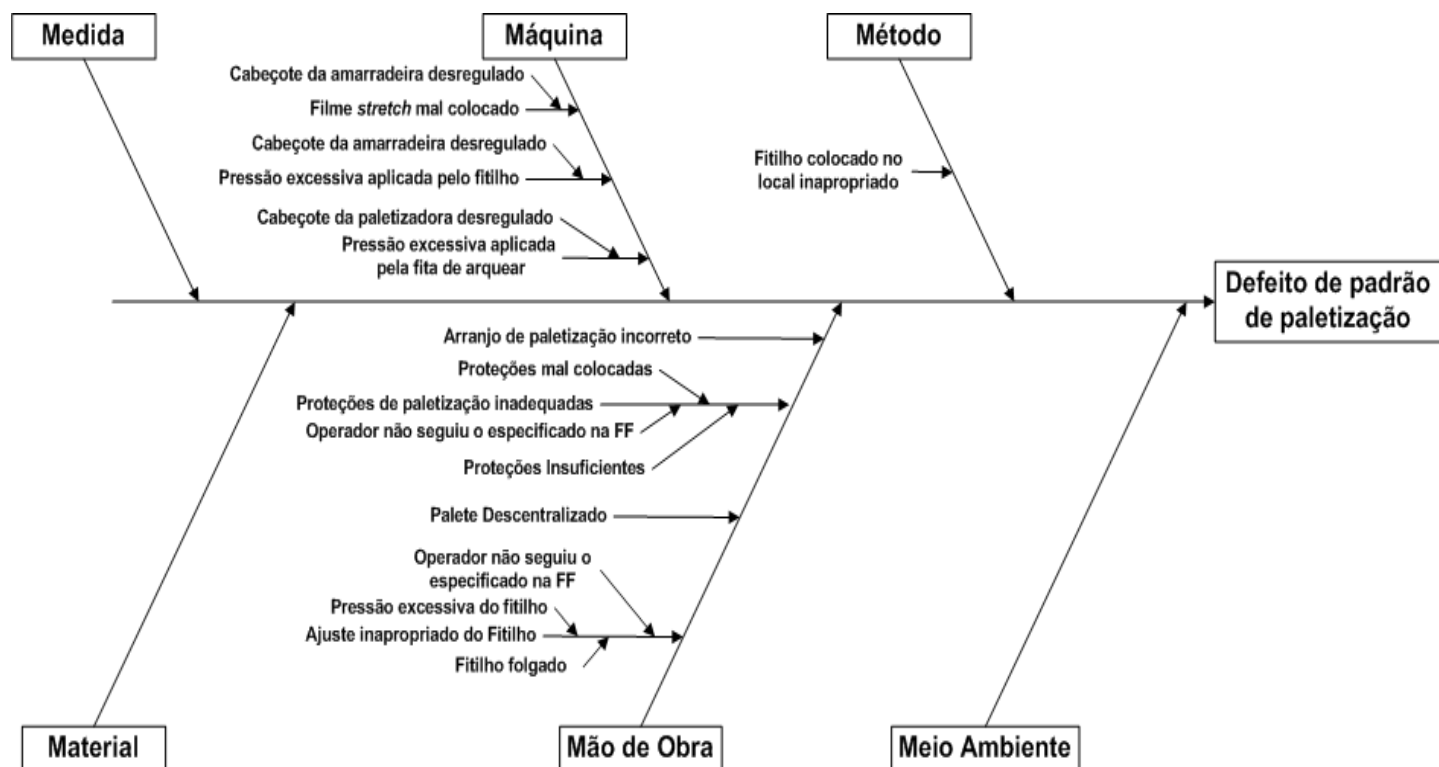 Medida
Máquina
Método
Cabeçote da amarradeira desregulado
Filme stretch mal colocado
Cabeçote da amarradeira desregulado
Pressão excessiva aplicada pelo fitilho
Cabeçote da paletizadora desregulado
Pressão excessiva aplicada
pela fita de arquear
Fitilho colocado no
local inapropriado
Defeito de padrão
de paletização
Arranjo de paletização incorreto
Proteções mal colocadas
Proteções de paletização inadequadas
Operador não seguiu o especificado na FF
Proteções Insuficientes
Palete Descentralizado
Operador não seguiu o
especificado na FF
Pressão excessiva do fitilho
Ajuste inapropriado do Fitilho
Fitilho folgado
Material
Mão de Obra
Meio Ambiente